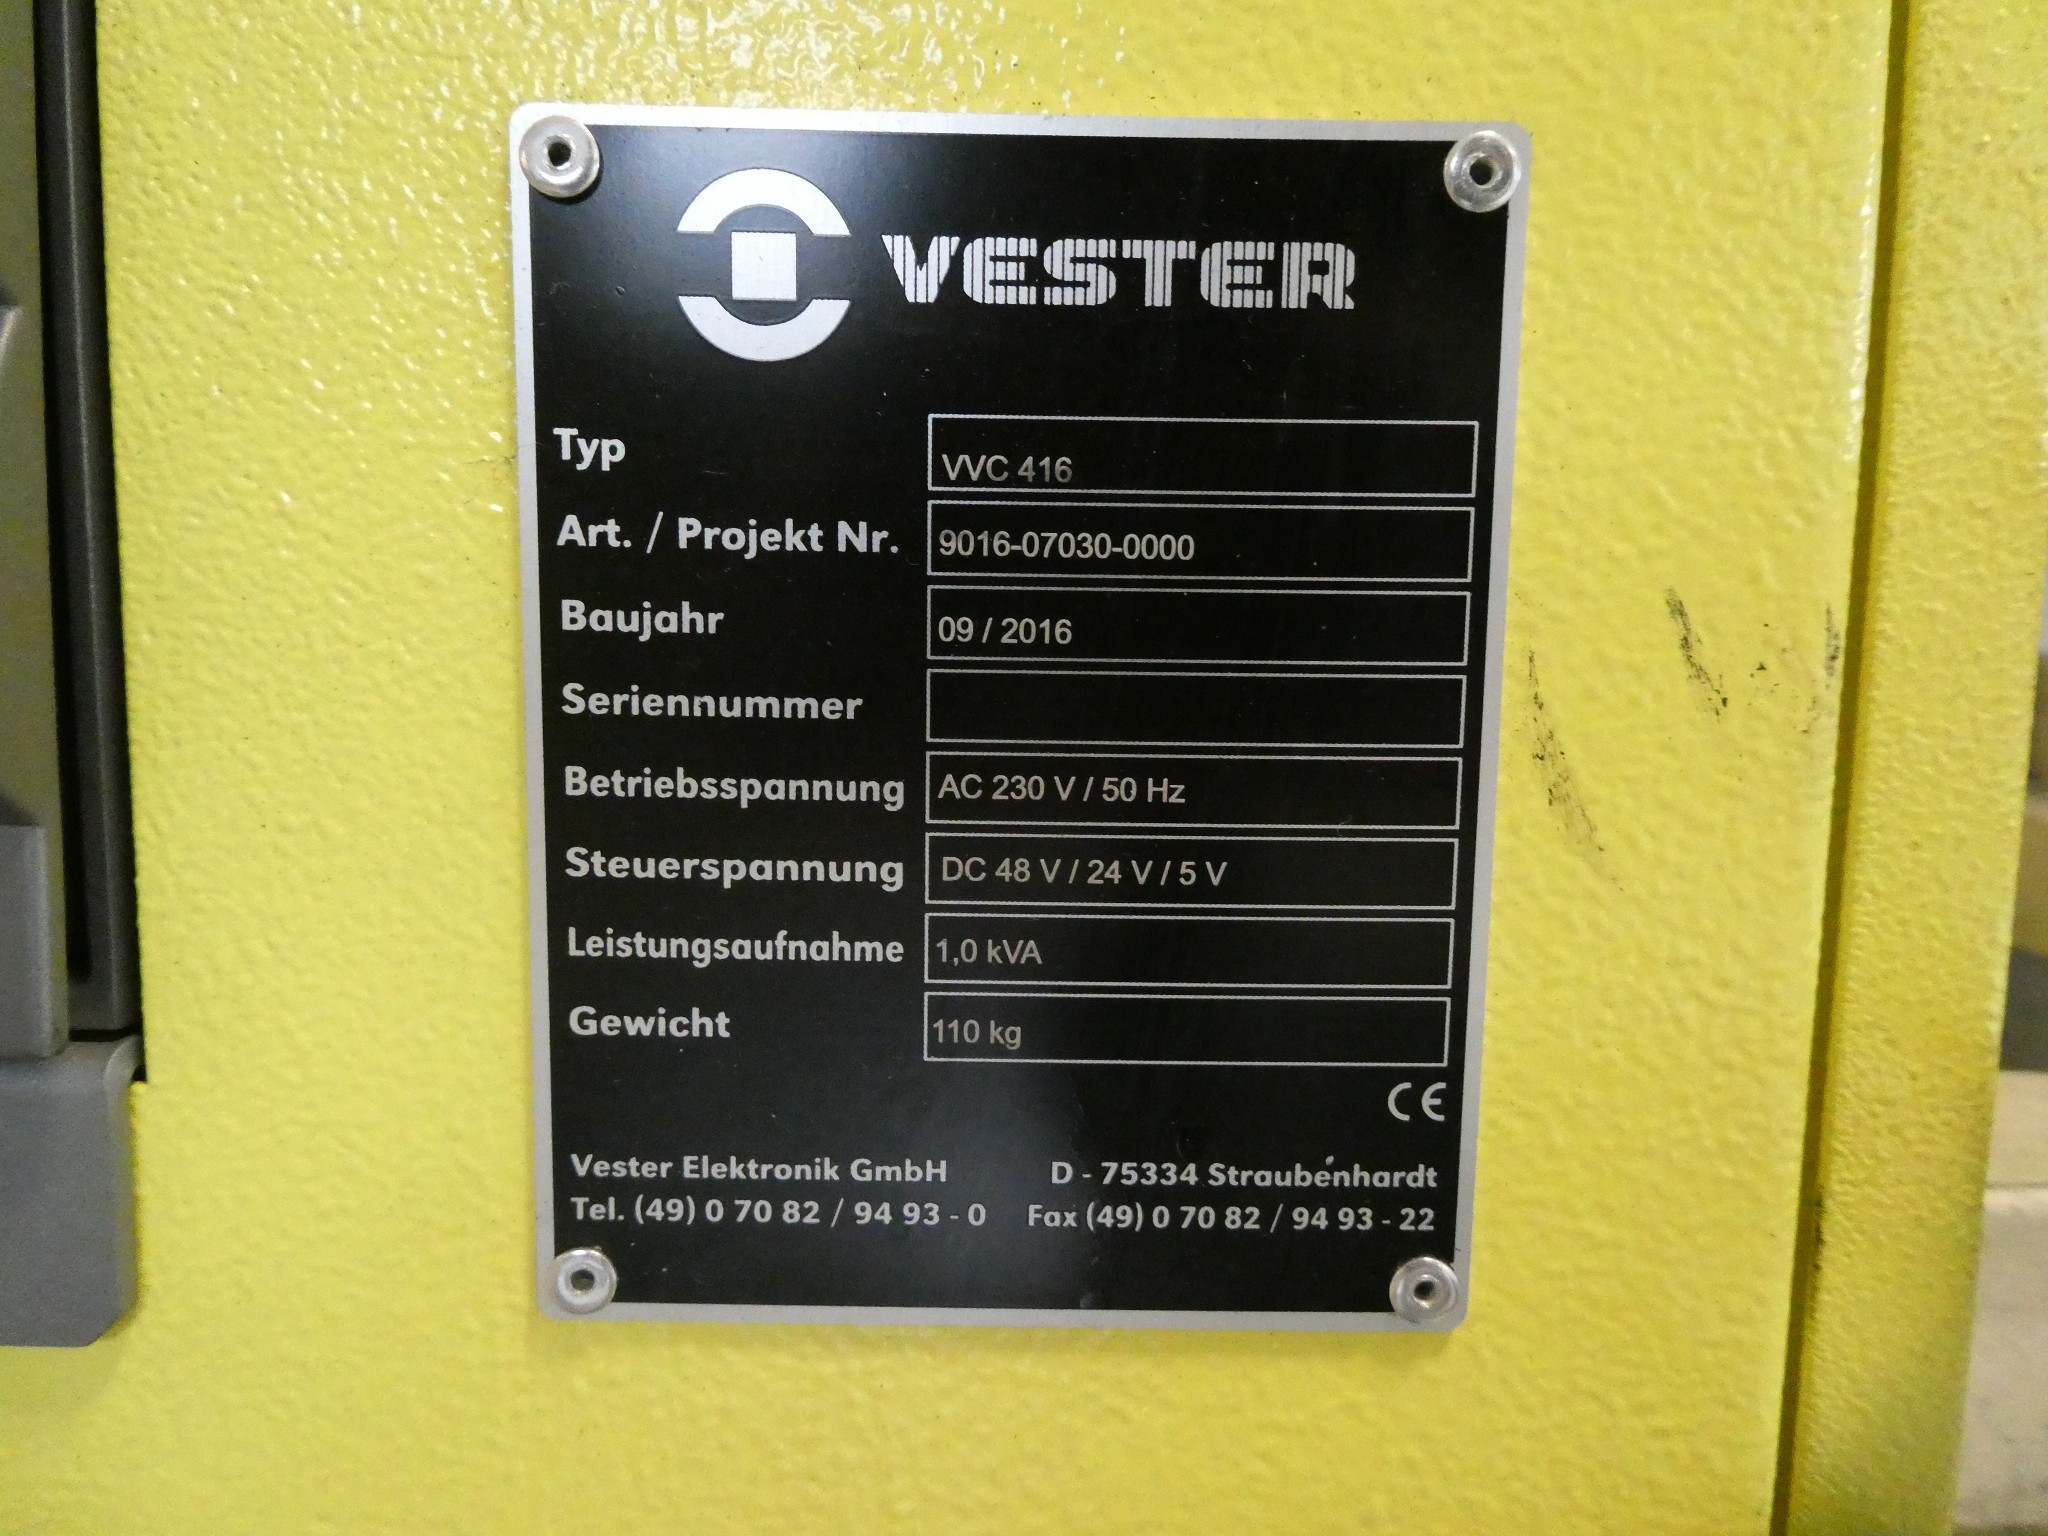 VESTER
Typ VVC 416
Art. / Projekt Nr. 9016-07030-0000
Baujahr 09 / 2016
Seriennummer
Betriebsspannung AC 230 V / 50 Hz
Steuerspannung DC 48 V / 24 V / 5 V
Leistungsaufnahme 1,0 kVA
Gewicht 110 kg
CE
Vester Elektronik GmbH D - 75334 Straubenhardt
Tel. (49) 0 70 82 / 94 93 - 0 Fax (49) 0 70 82 / 94 93 - 22